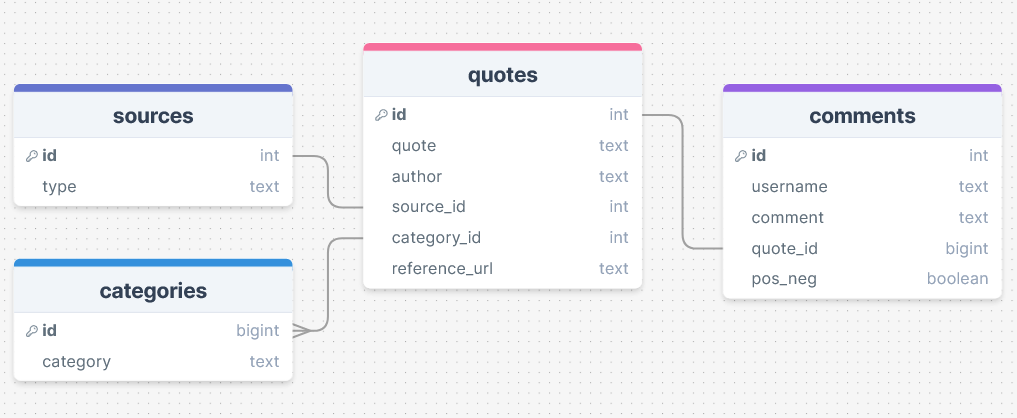 sources
id int
type text
categories
id bigint
category text
quotes
id int
quote text
author text
source_id int
category_id int
reference_url text
comments
id int
username text
comment text
quote_id bigint
pos_neg boolean